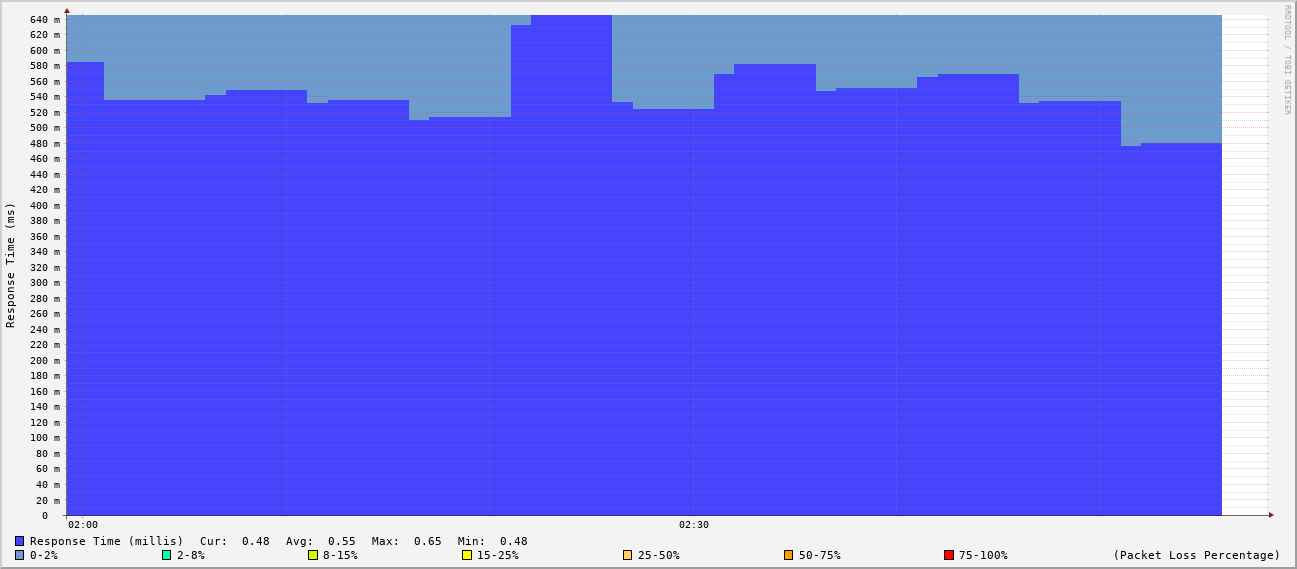 RRDTOOL / TOBI OETIKER
Response Time (ms)
640 m
620 m
600 m
580 m
560 m
540 m
520 m
500 m
480 m
460 m
440 m
420 m
400 m
380 m
360 m
340 m
320 m
300 m
280 m
260 m
240 m
220 m
200 m
180 m
160 m
140 m
120 m
100 m
80 m
60 m
40 m
20 m
0
02:00 02:30
Response Time (millis) Cur: 0.48 Avg: 0.55 Max: 0.65 Min: 0.48
0-2% 2-8% 8-15% 15-25% 25-50% 50-75% 75-100% (Packet Loss Percentage)